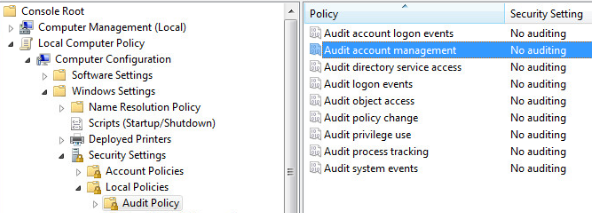 Console Root
Computer Management (Local)
Local Computer Policy
Computer Configuration
Software Settings
Windows Settings
Name Resolution Policy
Scripts (Startup/Shutdown)
Deployed Printers
Security Settings
Account Policies
Local Policies
Audit Policy
Policy Security Setting
Audit account logon events No auditing
Audit account management No auditing
Audit directory service access No auditing
Audit logon events No auditing
Audit object access No auditing
Audit policy change No auditing
Audit privilege use No auditing
Audit process tracking No auditing
Audit system events No auditing